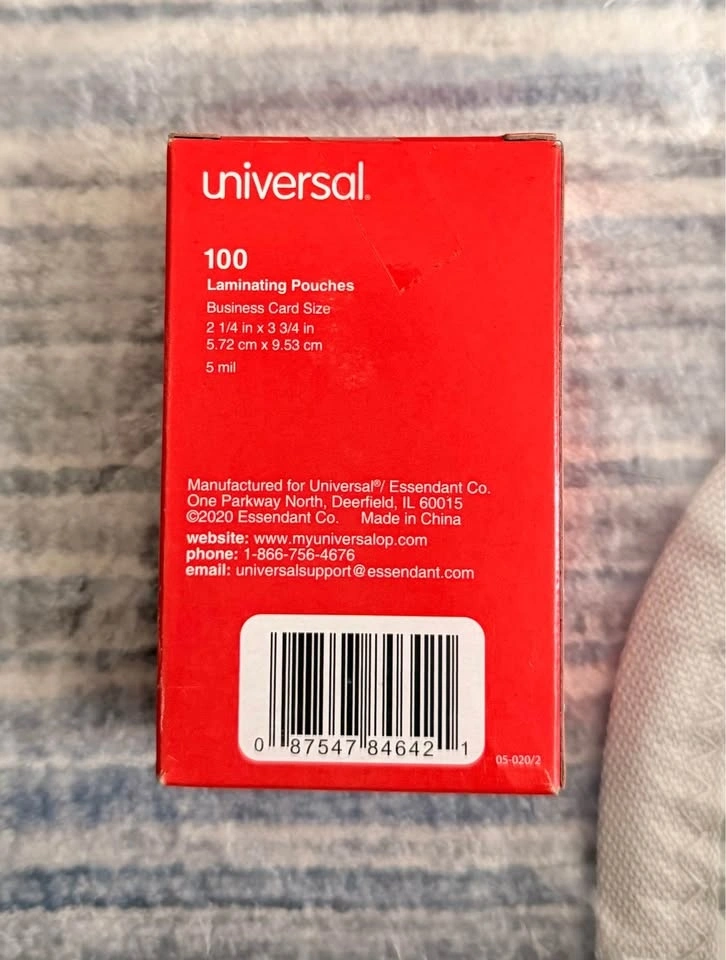 universal®
100
Laminating Pouches
Business Card Size
2 1/4 in x 3 3/4 in
5.72 cm x 9.53 cm
5 mil
Manufactured for Universal®/ Essendant Co.
One Parkway North, Deerfield, IL 60015
©2020 Essendant Co. Made in China
website: www.myuniversalop.com
phone: 1-866-756-4676
email: universalsupport@essendant.com
0 87547 84642 1
05-020/2